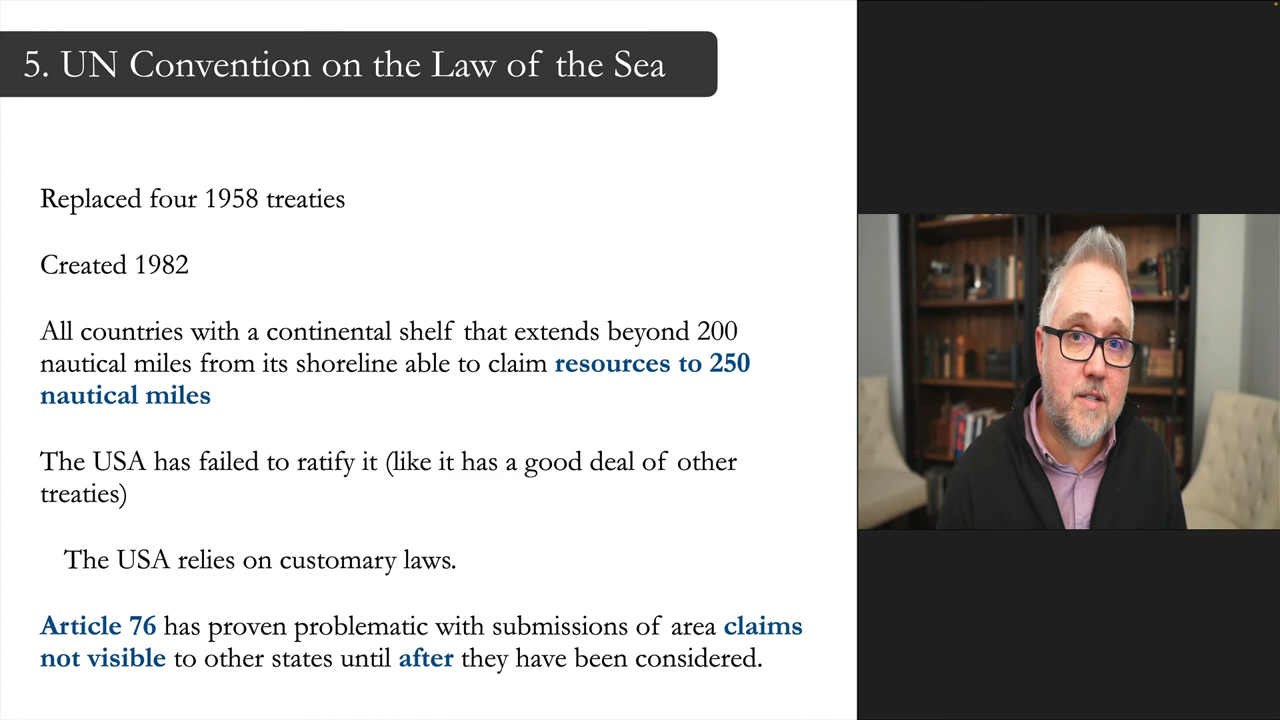 5. UN Convention on the Law of the Sea
Replaced four 1958 treaties
Created 1982
All countries with a continental shelf that extends beyond 200
nautical miles from its shoreline able to claim resources to 250
nautical miles
The USA has failed to ratify it (like it has a good deal of other
treaties)
The USA relies on customary laws.
Article 76 has proven problematic with submissions of area claims
not visible to other states until after they have been considered.